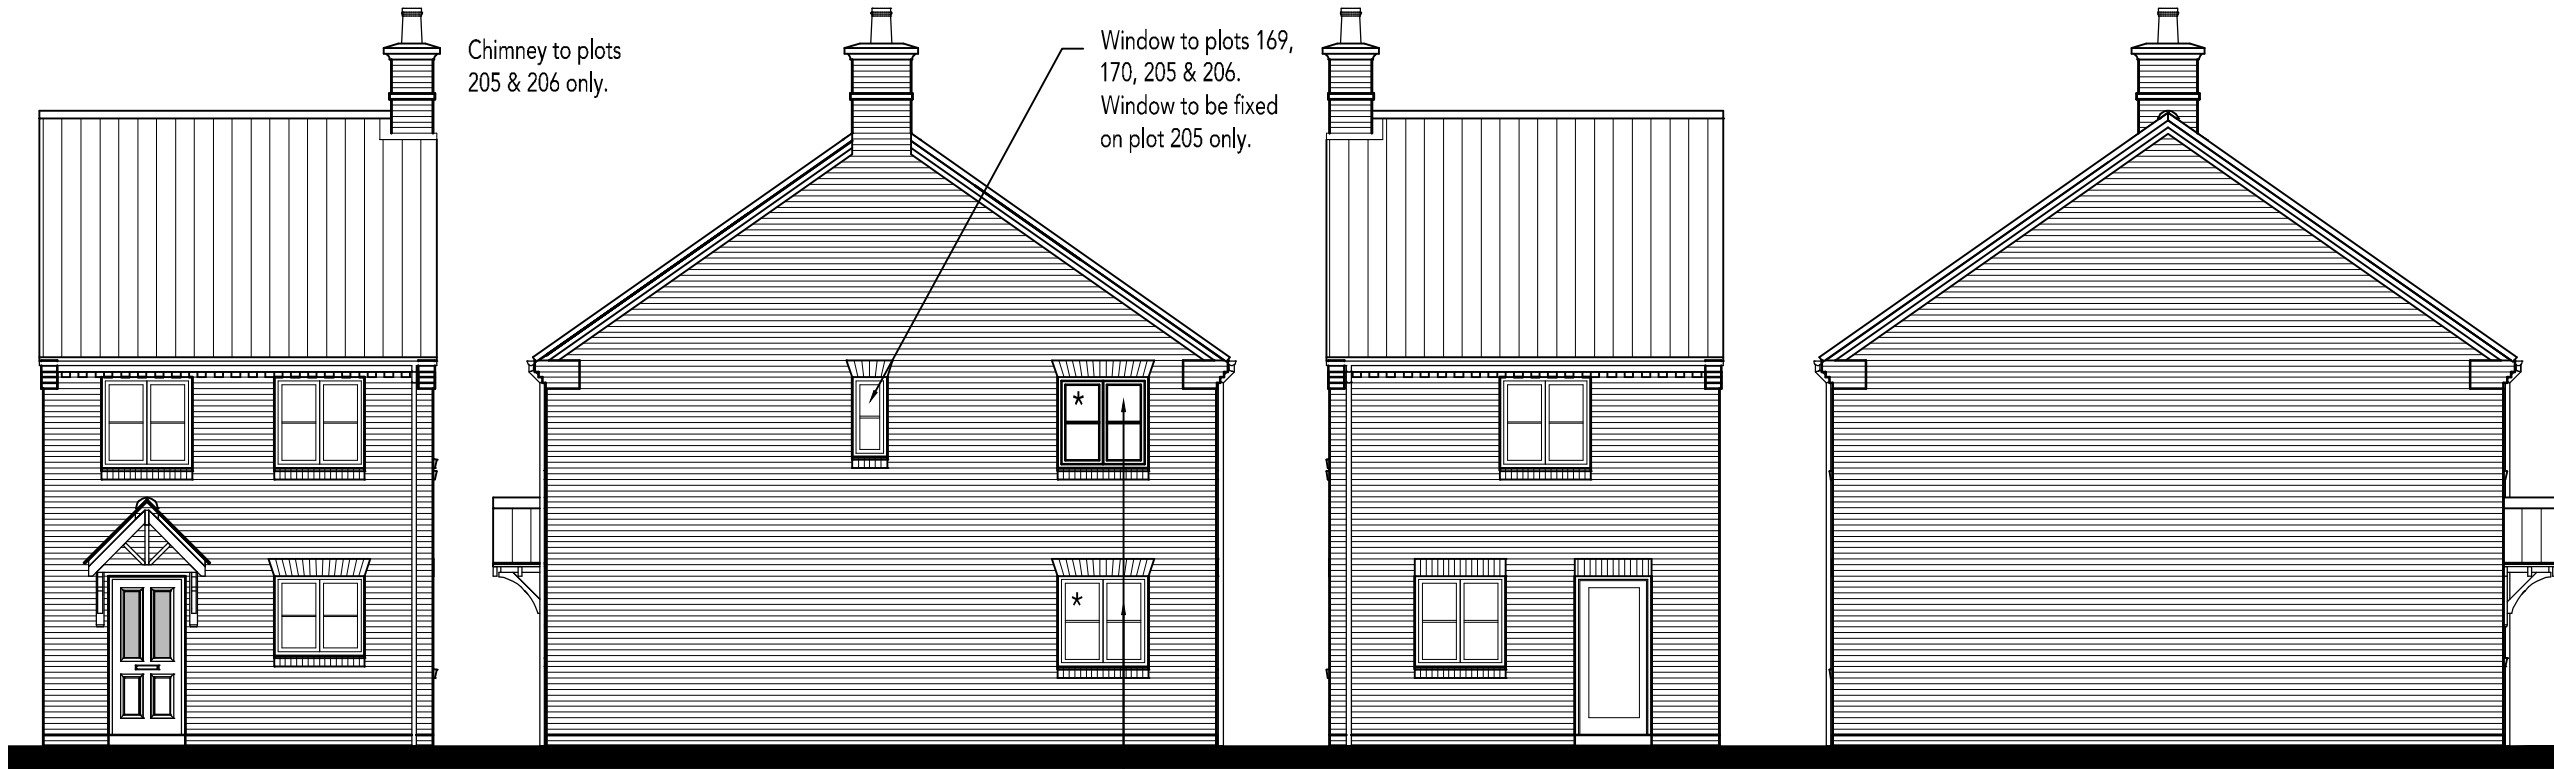 Chimney to plots
205 & 206 only.
Window to plots 169,
170, 205 & 206.
Window to be fixed
on plot 205 only.
*
*